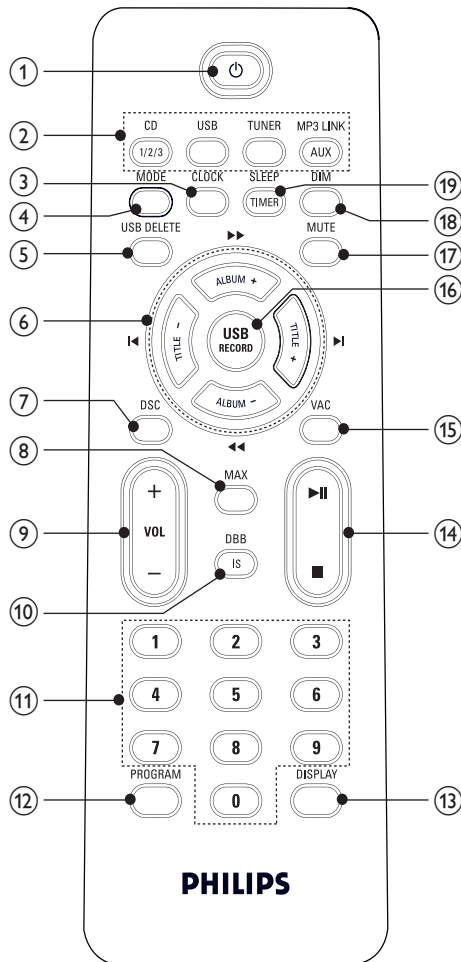 ①
② CD USB TUNER MP3 LINK
1/2/3 AUX
③ MODE CLOCK SLEEP DIM
TIMER ⑲
④ ⑱
USB DELETE MUTE
⑤ ⑰
ALBUM +
⑥ TITLE − USB RECORD TITLE + ⑯
ALBUM −
⑦ DSC VAC ⑮
⑧ MAX
⑨ + VOL − ⑭
DBB
⑩ IS
1 2 3
⑪ 4 5 6
7 8 9
PROGRAM DISPLAY
⑫ 0 ⑬
PHILIPS